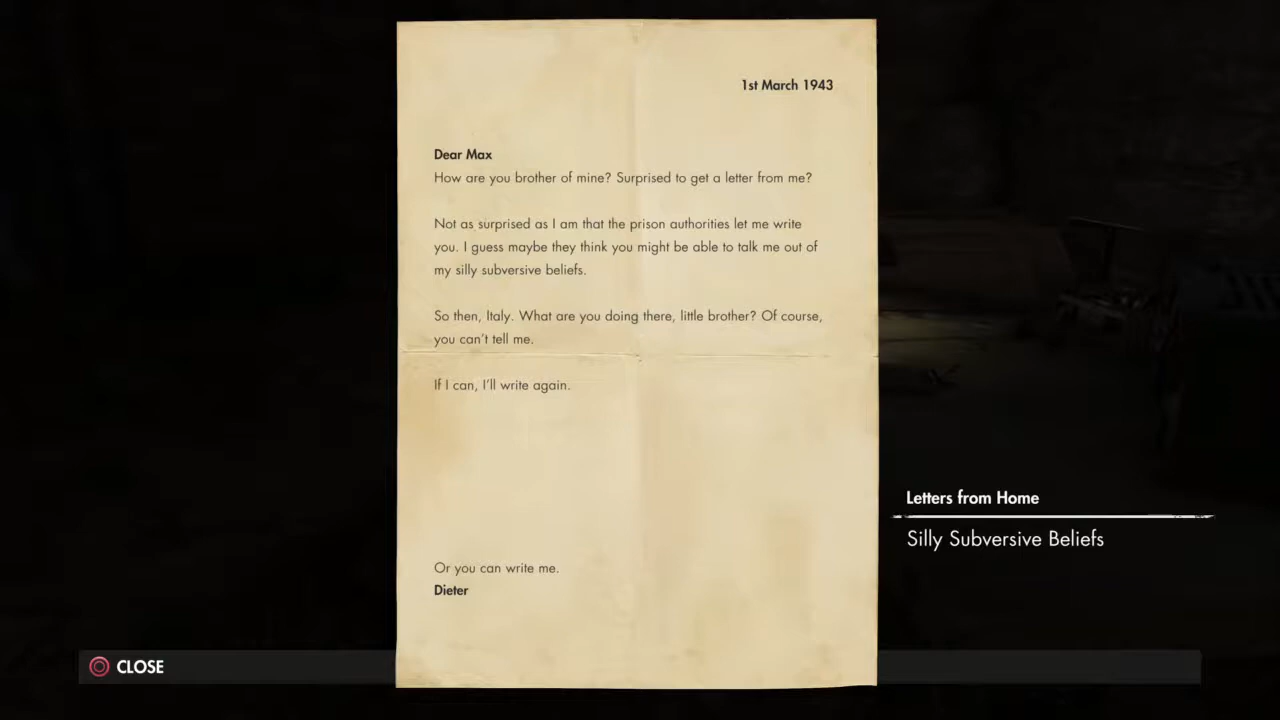 1st March 1943
Dear Max
How are you brother of mine? Surprised to get a letter from me?
Not as surprised as I am that the prison authorities let me write
you. I guess maybe they think you might be able to talk me out of
my silly subversive beliefs.
So then, Italy. What are you doing there, little brother? Of course,
you can't tell me.
If I can, I'll write again.
Or you can write me.
Dieter
Letters from Home
Silly Subversive Beliefs
CLOSE